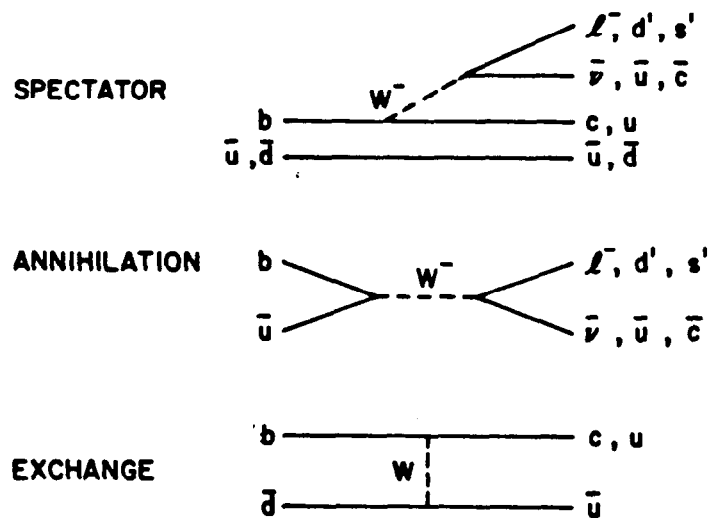 ℓ⁻, d', s'
SPECTATOR
W⁻
ν̄, ū, c̄
b
c, u
ū, d̄
ū, d̄
ANNIHILATION
b
W⁻
ℓ⁻, d', s'
ū
ν̄, ū, c̄
b
c, u
EXCHANGE
W
d̄
ū